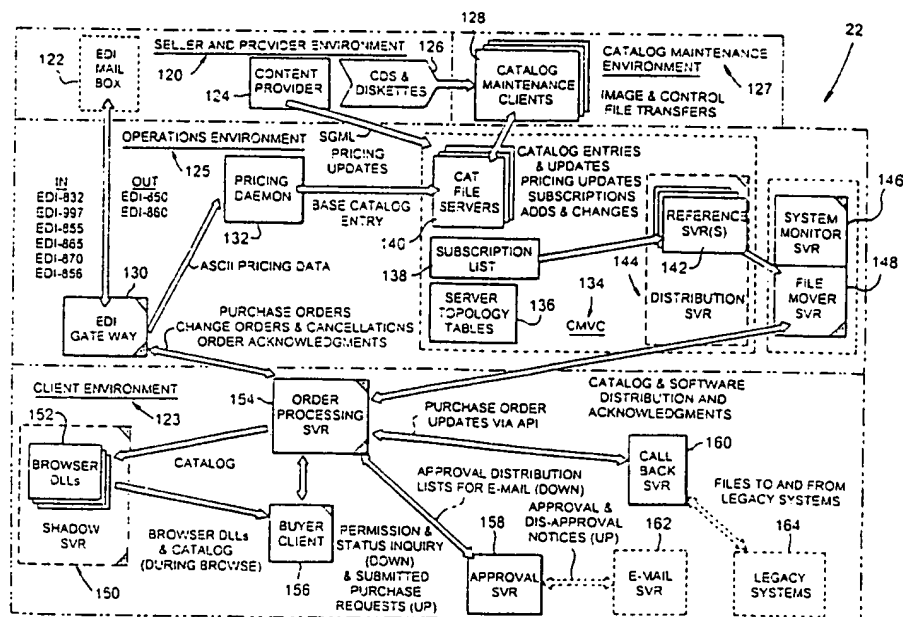 128
22
122
EDI
MAIL
BOX
SELLER AND PROVIDER ENVIRONMENT
120
126
CONTENT
PROVIDER
124
CDS &
DISKETTES
CATALOG
MAINTENANCE
CLIENTS
CATALOG MAINTENANCE
ENVIRONMENT
127
IMAGE & CONTROL
FILE TRANSFERS
OPERATIONS ENVIRONMENT
125
SGML
PRICING
UPDATES
IN
EDI-832
EDI-997
EDI-855
EDI-865
EDI-870
EDI-856
OUT
EDI-850
EDI-860
PRICING
DAEMON
132
BASE CATALOG
ENTRY
CAT
FILE
SERVERS
140
CATALOG ENTRIES
& UPDATES
PRICING UPDATES
SUBSCRIPTIONS
ADDS & CHANGES
REFERENCE
SVR(S)
142
SYSTEM
MONITOR
SVR
146
138
SUBSCRIPTION
LIST
144
FILE
MOVER
SVR
148
ASCII PRICING DATA
130
EDI
GATE WAY
SERVER
TOPOLOGY
TABLES
136
134
CMVC
DISTRIBUTION
SVR
PURCHASE ORDERS
CHANGE ORDERS & CANCELLATIONS
ORDER ACKNOWLEDGMENTS
CLIENT ENVIRONMENT
123
154
ORDER
PROCESSING
SVR
CATALOG & SOFTWARE
DISTRIBUTION AND
ACKNOWLEDGMENTS
PURCHASE ORDER
UPDATES VIA API
152
BROWSER
DLLs
SHADOW
SVR
150
CATALOG
BROWSER DLLs
& CATALOG
(DURING BROWSE)
BUYER
CLIENT
156
PERMISSION &
STATUS INQUIRY
(DOWN)
& SUBMITTED
PURCHASE
REQUESTS (UP)
APPROVAL DISTRIBUTION
LISTS FOR E-MAIL (DOWN)
158
APPROVAL
SVR
APPROVAL &
DIS-APPROVAL
NOTICES (UP)
160
CALL
BACK
SVR
FILES TO AND FROM
LEGACY SYSTEMS
162
E-MAIL
SVR
164
LEGACY
SYSTEMS